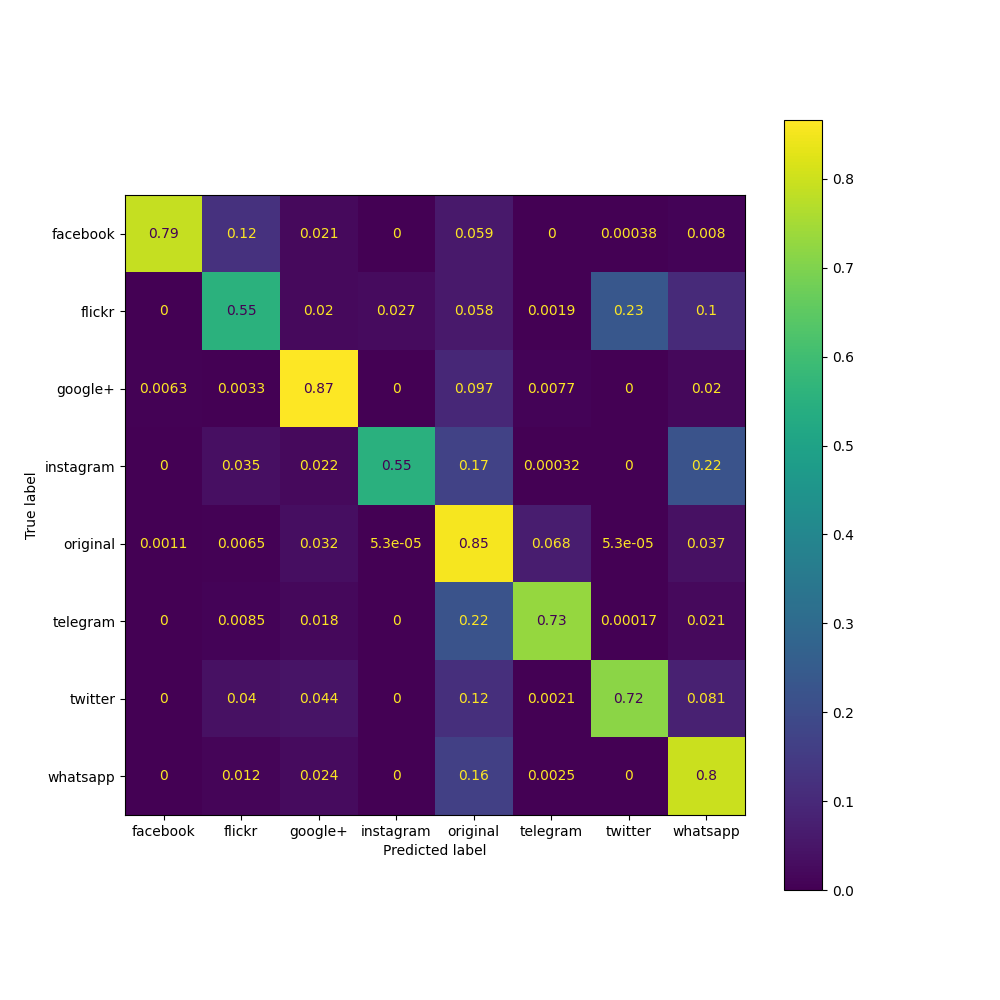 facebook 0.79 0.12 0.021 0 0.059 0 0.00038 0.008
flickr 0 0.55 0.02 0.027 0.058 0.0019 0.23 0.1
google+ 0.0063 0.0033 0.87 0 0.097 0.0077 0 0.02
instagram 0 0.035 0.022 0.55 0.17 0.00032 0 0.22
original 0.0011 0.0065 0.032 5.3e-05 0.85 0.068 5.3e-05 0.037
telegram 0 0.0085 0.018 0 0.22 0.73 0.00017 0.021
twitter 0 0.04 0.044 0 0.12 0.0021 0.72 0.081
whatsapp 0 0.012 0.024 0 0.16 0.0025 0 0.8
facebook flickr google+ instagram original telegram twitter whatsapp
Predicted label
True label
0.8
0.7
0.6
0.5
0.4
0.3
0.2
0.1
0.0